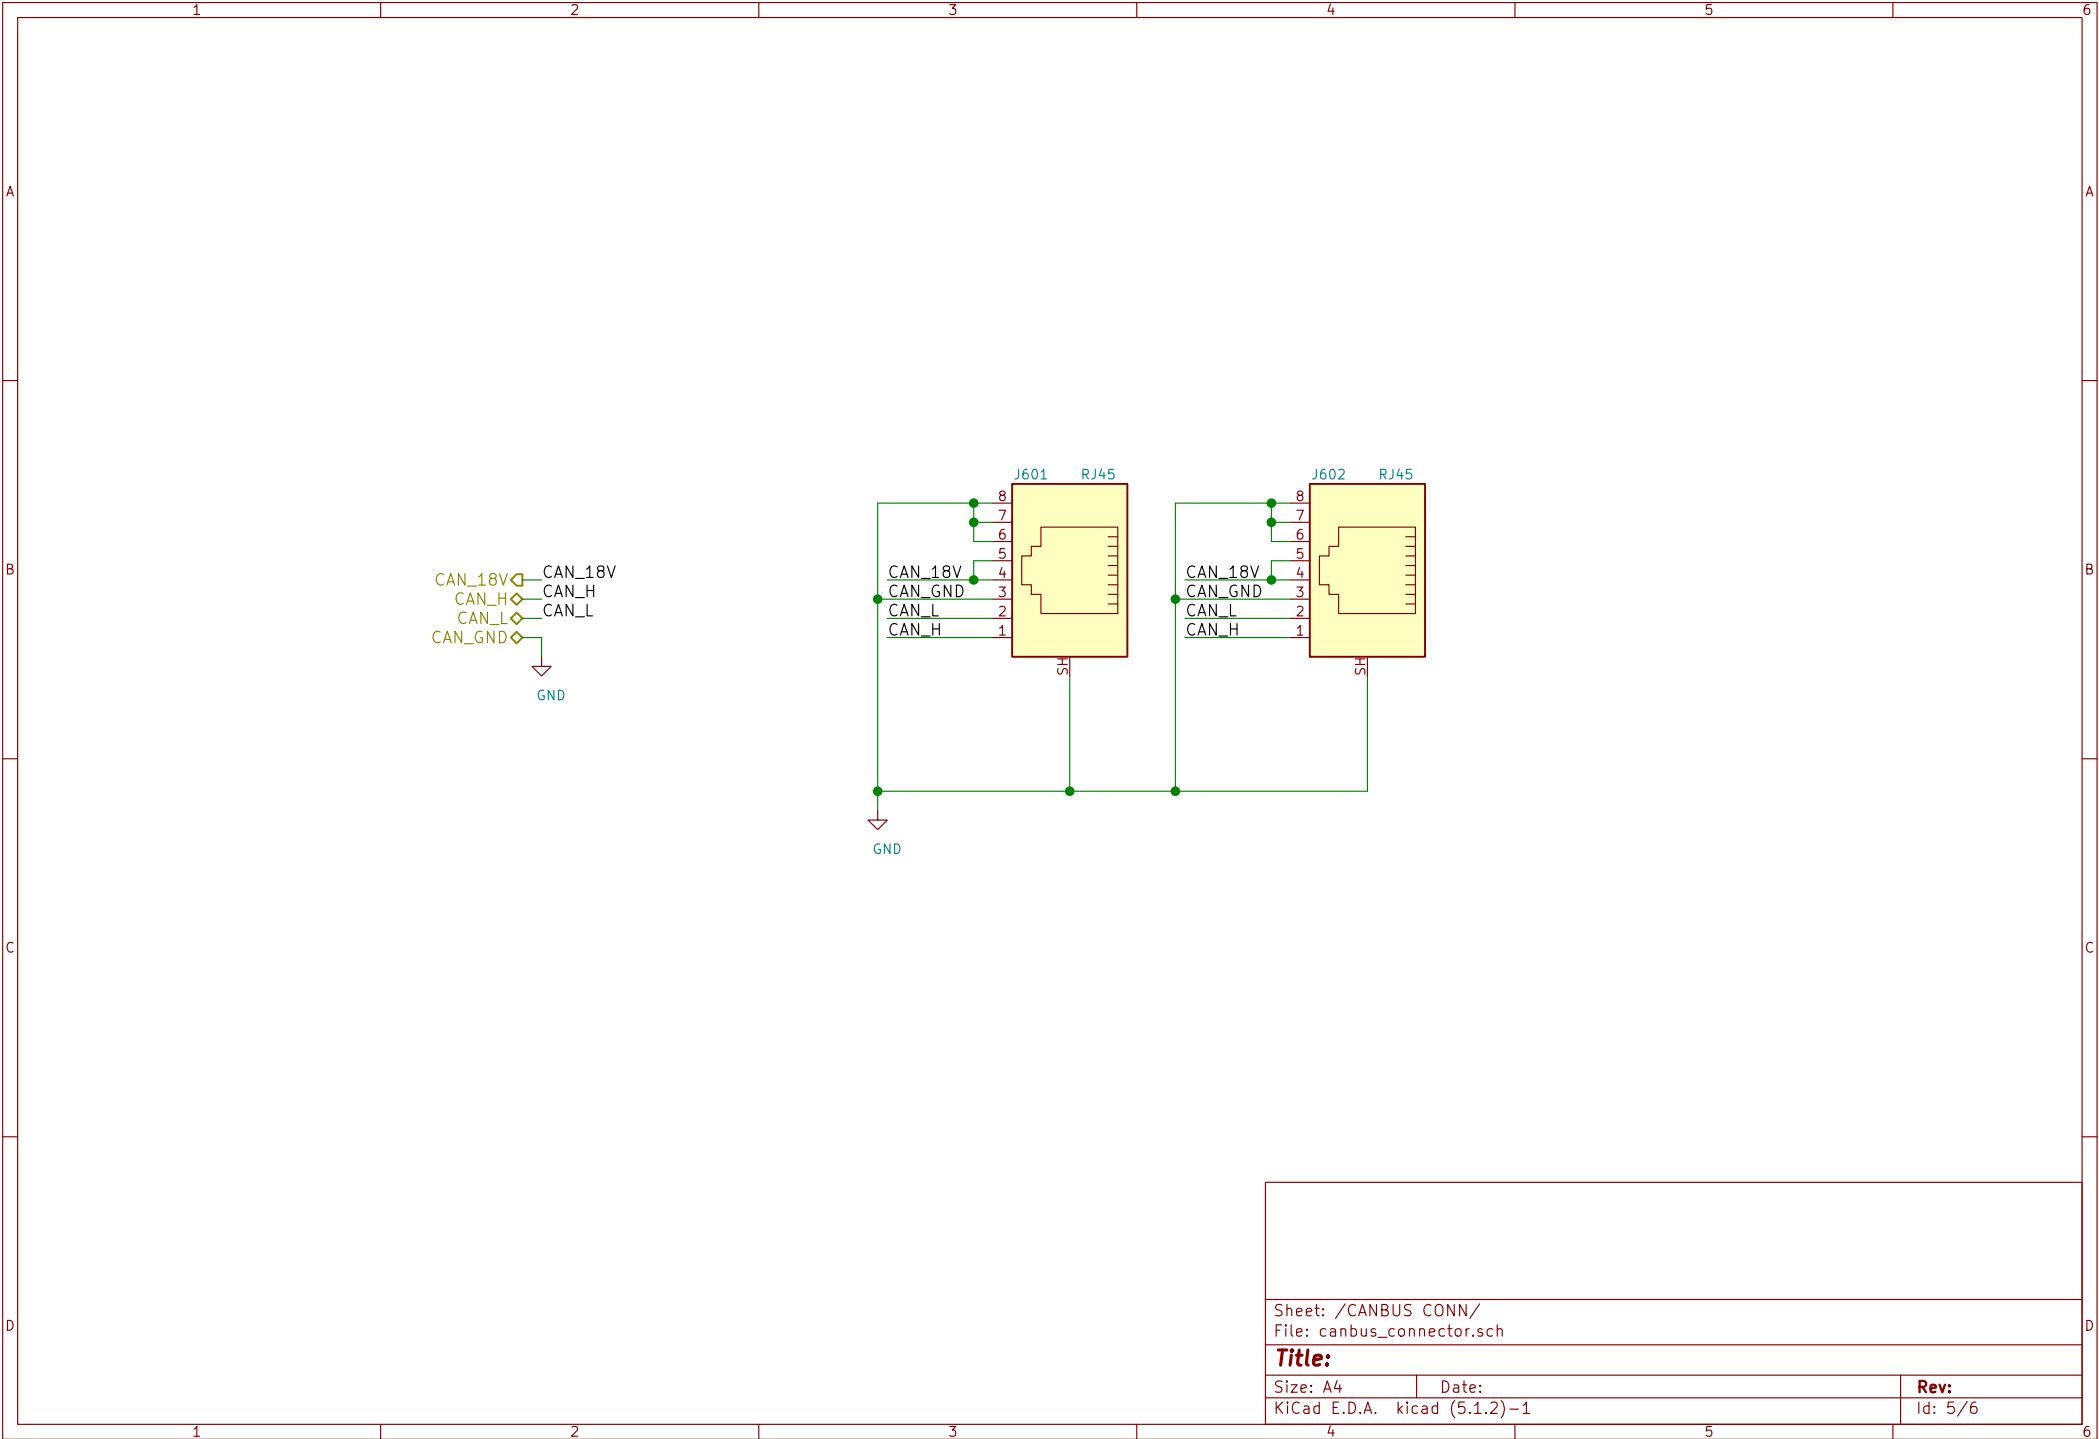 1 2 3 4 5 6
A A
J601 RJ45 J602 RJ45
8 8
7 7
6 6
5 5
B B
CAN_18V CAN_18V CAN_18V 4 CAN_18V 4
CAN_H CAN_H CAN_GND 3 CAN_GND 3
CAN_L CAN_L CAN_L 2 CAN_L 2
CAN_GND CAN_H 1 CAN_H 1
SH SH
GND
GND
C C
Sheet: /CANBUS CONN/
File: canbus_connector.sch
D D
Title:
Size: A4 Date: Rev:
KiCad E.D.A. kicad (5.1.2)-1 Id: 5/6
1 2 3 4 5 6